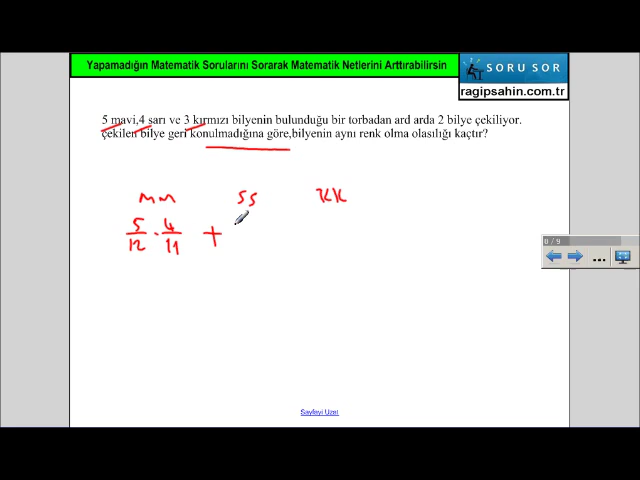 Yapamadığın Matematik Sorularını Sorarak Matematik Netlerini Arttırabilirsin
SORU SOR
ragipsahin.com.tr
5 mavi,4 sarı ve 3 kırmızı bilyenin bulunduğu bir torbadan ard arda 2 bilye çekiliyor.
çekilen bilye geri konulmadığına göre,bilyenin aynı renk olma olasılığı kaçtır?
mm ss KK
5/12 · 4/11 +
0 / 9
...
Sayfayı Uzat